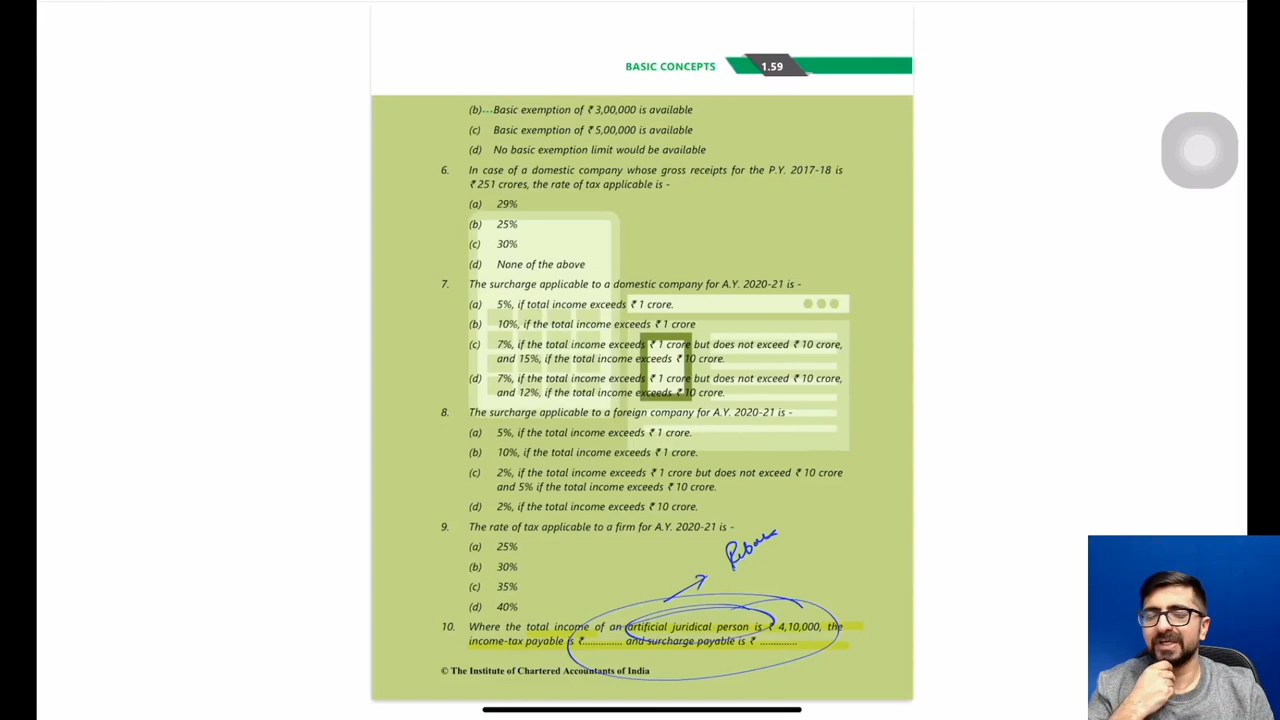 BASIC CONCEPTS 1.59
(b) Basic exemption of ₹ 3,00,000 is available
(c) Basic exemption of ₹ 5,00,000 is available
(d) No basic exemption limit would be available
6. In case of a domestic company whose gross receipts for the P.Y. 2017-18 is
₹ 251 crores, the rate of tax applicable is -
(a) 29%
(b) 25%
(c) 30%
(d) None of the above
7. The surcharge applicable to a domestic company for A.Y. 2020-21 is -
(a) 5%, if total income exceeds ₹ 1 crore.
(b) 10%, if the total income exceeds ₹ 1 crore
(c) 7%, if the total income exceeds ₹ 1 crore but does not exceed ₹ 10 crore,
and 15%, if the total income exceeds ₹ 10 crore.
(d) 7%, if the total income exceeds ₹ 1 crore but does not exceed ₹ 10 crore,
and 12%, if the total income exceeds ₹ 10 crore.
8. The surcharge applicable to a foreign company for A.Y. 2020-21 is -
(a) 5%, if the total income exceeds ₹ 1 crore.
(b) 10%, if the total income exceeds ₹ 1 crore.
(c) 2%, if the total income exceeds ₹ 1 crore but does not exceed ₹ 10 crore
and 5% if the total income exceeds ₹ 10 crore.
(d) 2%, if the total income exceeds ₹ 10 crore.
9. The rate of tax applicable to a firm for A.Y. 2020-21 is -
(a) 25%
(b) 30%
(c) 35%
(d) 40%
10. Where the total income of an artificial juridical person is ₹ 4,10,000, the
income-tax payable is ₹............... and surcharge payable is ₹ ..............
© The Institute of Chartered Accountants of India